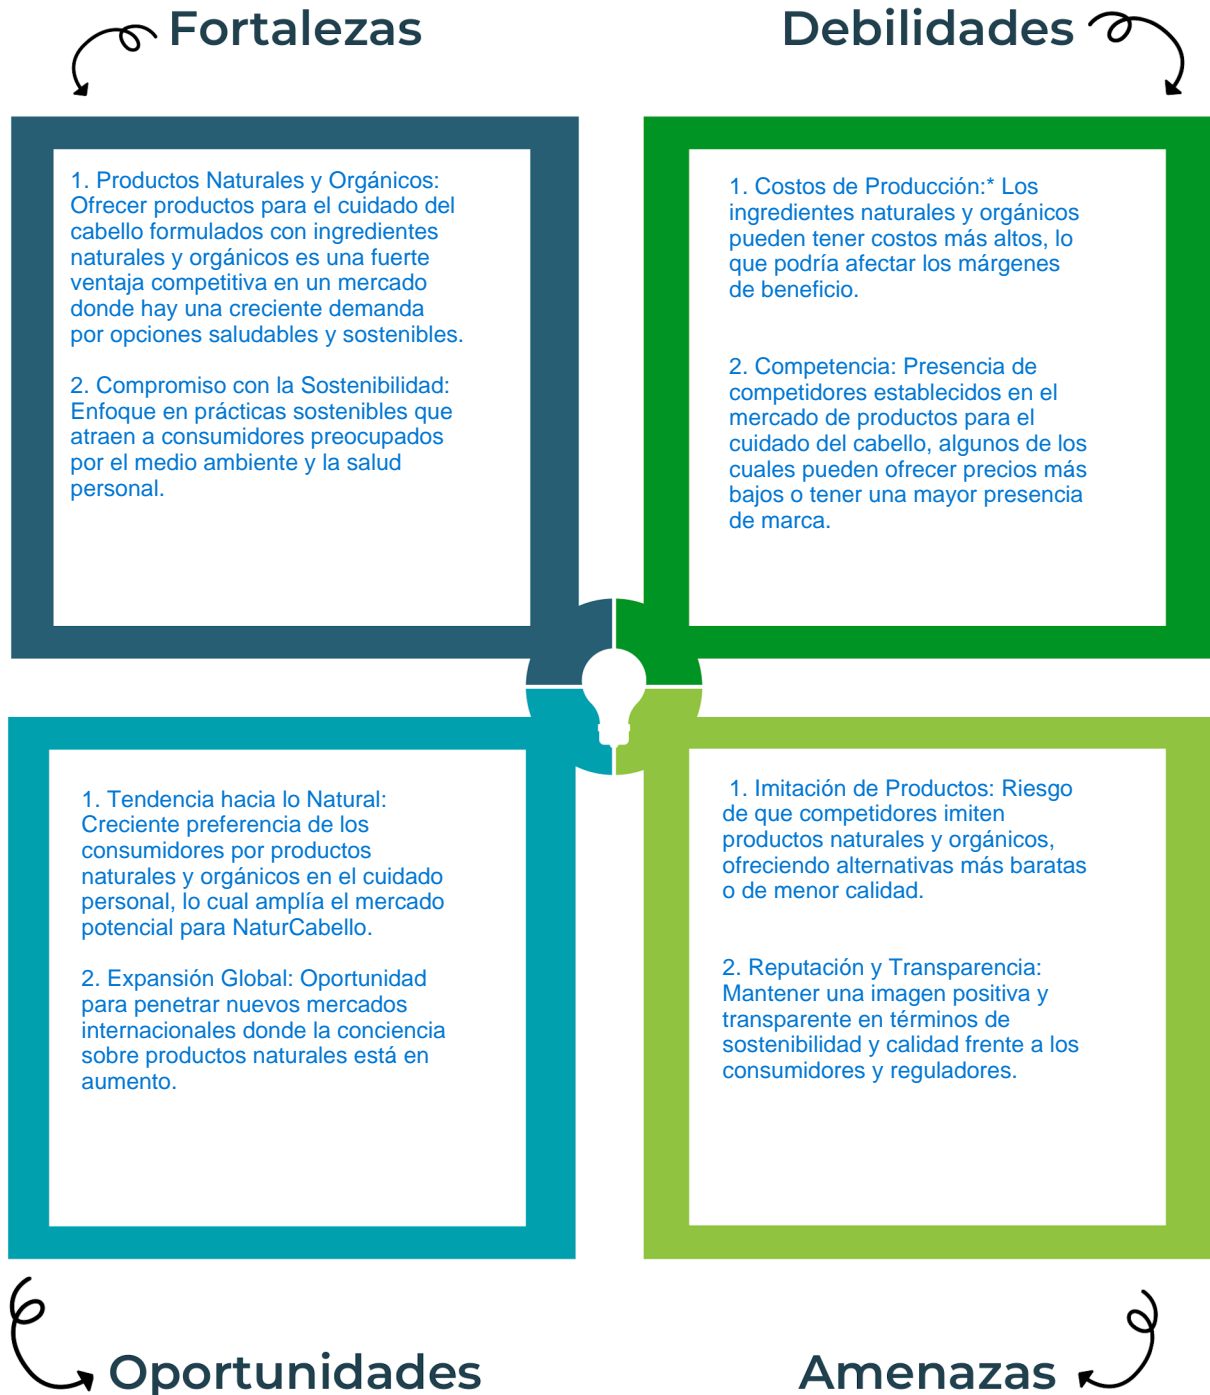 Fortalezas
1. Productos Naturales y Orgánicos:
Ofrecer productos para el cuidado del
cabello formulados con ingredientes
naturales y orgánicos es una fuerte
ventaja competitiva en un mercado
donde hay una creciente demanda
por opciones saludables y sostenibles.
2. Compromiso con la Sostenibilidad:
Enfoque en prácticas sostenibles que
atraen a consumidores preocupados
por el medio ambiente y la salud
personal.
Debilidades
1. Costos de Producción:* Los
ingredientes naturales y orgánicos
pueden tener costos más altos, lo
que podría afectar los márgenes
de beneficio.
2. Competencia: Presencia de
competidores establecidos en el
mercado de productos para el
cuidado del cabello, algunos de los
cuales pueden ofrecer precios más
bajos o tener una mayor presencia
de marca.
1. Tendencia hacia lo Natural:
Creciente preferencia de los
consumidores por productos
naturales y orgánicos en el cuidado
personal, lo cual amplía el mercado
potencial para NaturCabello.
2. Expansión Global: Oportunidad
para penetrar nuevos mercados
internacionales donde la conciencia
sobre productos naturales está en
aumento.
Oportunidades
1. Imitación de Productos: Riesgo
de que competidores imiten
productos naturales y orgánicos,
ofreciendo alternativas más baratas
o de menor calidad.
2. Reputación y Transparencia:
Mantener una imagen positiva y
transparente en términos de
sostenibilidad y calidad frente a los
consumidores y reguladores.
Amenazas